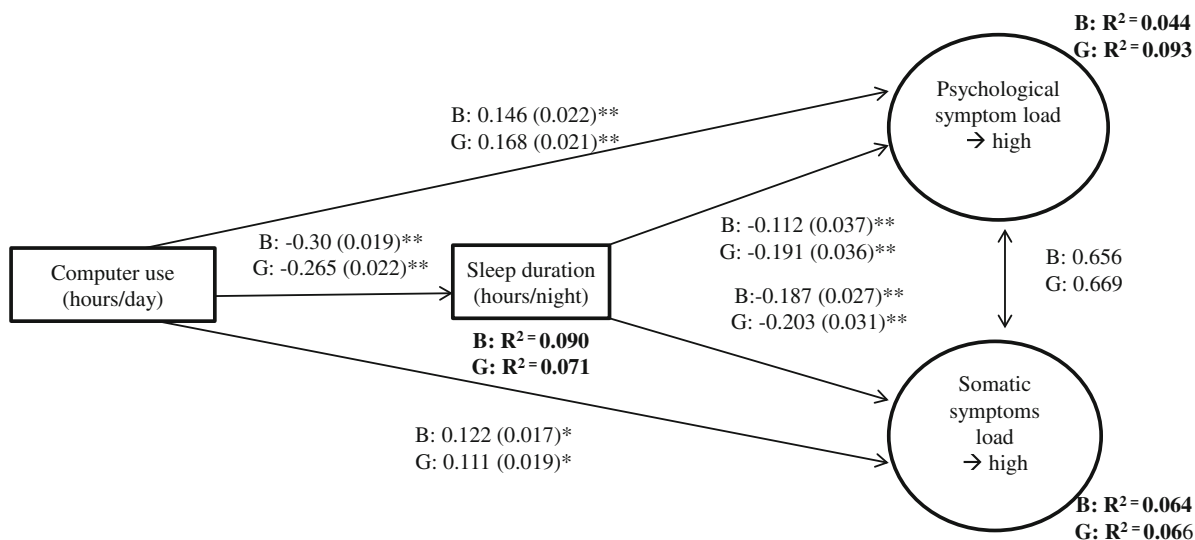 B: R² = 0.044
G: R² = 0.093
Psychological
symptom load
→ high
B: 0.146 (0.022)**
G: 0.168 (0.021)**
B: -0.30 (0.019)**
G: -0.265 (0.022)**
Computer use
(hours/day)
Sleep duration
(hours/night)
B: R² = 0.090
G: R² = 0.071
B: -0.112 (0.037)**
G: -0.191 (0.036)**
B:-0.187 (0.027)**
G: -0.203 (0.031)**
B: 0.656
G: 0.669
B: 0.122 (0.017)*
G: 0.111 (0.019)*
Somatic
symptoms
load
→ high
B: R² = 0.064
G: R² = 0.066